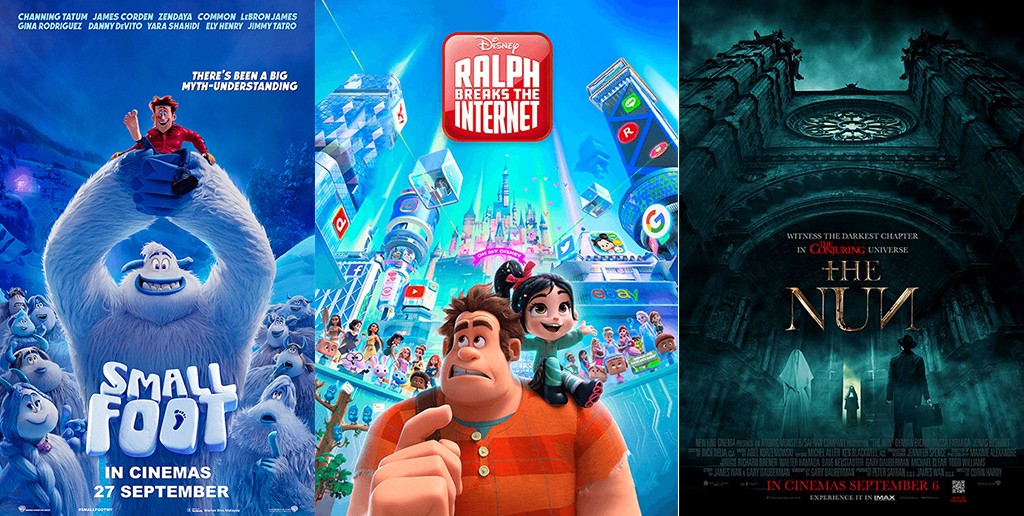 CHANNING TATUM JAMES CORDEN ZENDAYA COMMON LEBRON JAMES
GINA RODRIGUEZ DANNY DEVITO YARA SHAHIDI ELY HENRY JIMMY TATRO
THERE'S BEEN A BIG
MYTH-UNDERSTANDING
SMALL
FOOT
IN CINEMAS
27 SEPTEMBER
#SMALLFOOTMY
Warner Bros Malaysia
Disney
RALPH
BREAKS THE
INTERNET
OH MY DISNEY
G
ebay
WITNESS THE DARKEST CHAPTER
IN THE CONJURING UNIVERSE
THE
NUN
IN CINEMAS SEPTEMBER 6
EXPERIENCE IT IN IMAX